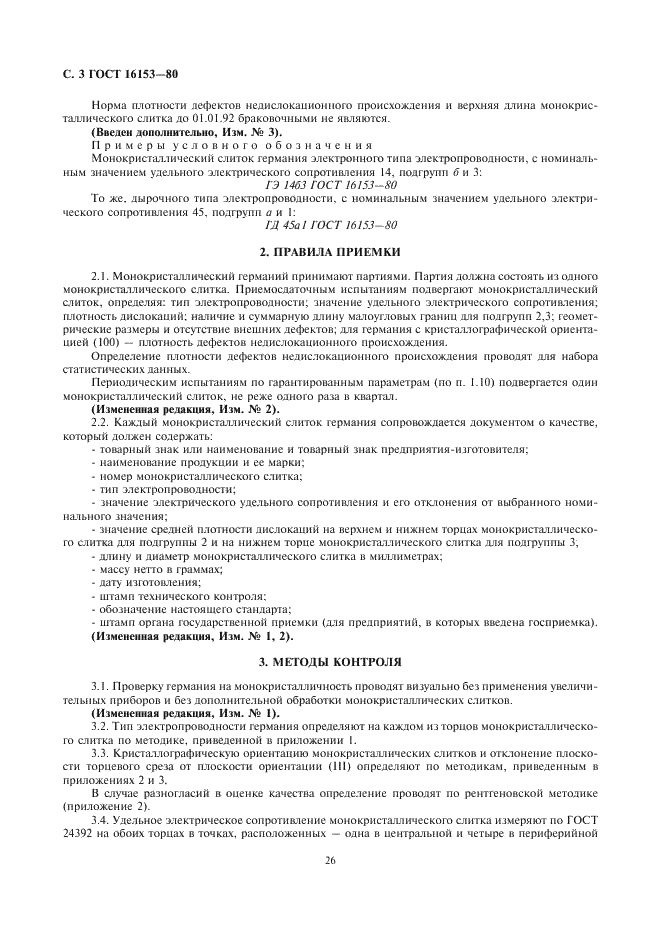 С. 3 ГОСТ 16153—80
Норма плотности дефектов недислокационного происхождения и верхняя длина монокрис-
таллического слитка до 01.01.92 браковочными не являются.
(Введен дополнительно, Изм. № 3).
Примеры условного обозначения
Монокристаллический слиток германия электронного типа электропроводности, с номиналь-
ным значением удельного электрического сопротивления 14, подгрупп б и 3:
ГЭ 14б3 ГОСТ 16153—80
То же, дырочного типа электропроводности, с номинальным значением удельного электри-
ческого сопротивления 45, подгрупп а и 1:
ГД 45а1 ГОСТ 16153—80
2. ПРАВИЛА ПРИЕМКИ
2.1. Монокристаллический германий принимают партиями. Партия должна состоять из одного
монокристаллического слитка. Приемосдаточным испытаниям подвергают монокристаллический
слиток, определяя: тип электропроводности; значение удельного электрического сопротивления;
плотность дислокаций; наличие и суммарную длину малоугловых границ для подгрупп 2,3; геомет-
рические размеры и отсутствие внешних дефектов; для германия с кристаллографической ориента-
цией (100) — плотность дефектов недислокационного происхождения.
Определение плотности дефектов недислокационного происхождения проводят для набора
статистических данных.
Периодическим испытаниям по гарантированным параметрам (по п. 1.10) подвергается один
монокристаллический слиток, не реже одного раза в квартал.
(Измененная редакция, Изм. № 2).
2.2. Каждый монокристаллический слиток германия сопровождается документом о качестве,
который должен содержать:
- товарный знак или наименование и товарный знак предприятия-изготовителя;
- наименование продукции и ее марки;
- номер монокристаллического слитка;
- тип электропроводности;
- значение электрического удельного сопротивления и его отклонения от выбранного номи-
нального значения;
- значение средней плотности дислокаций на верхнем и нижнем торцах монокристаллическо-
го слитка для подгруппы 2 и на нижнем торце монокристаллического слитка для подгруппы 3;
- длину и диаметр монокристаллического слитка в миллиметрах;
- массу нетто в граммах;
- дату изготовления;
- штамп технического контроля;
- обозначение настоящего стандарта;
- штамп органа государственной приемки (для предприятий, в которых введена госприемка).
(Измененная редакция, Изм. № 1, 2).
3. МЕТОДЫ КОНТРОЛЯ
3.1. Проверку германия на монокристалличность проводят визуально без применения увеличи-
тельных приборов и без дополнительной обработки монокристаллических слитков.
(Измененная редакция, Изм. № 1).
3.2. Тип электропроводности германия определяют на каждом из торцов монокристаллическо-
го слитка по методике, приведенной в приложении 1.
3.3. Кристаллографическую ориентацию монокристаллических слитков и отклонение плоско-
сти торцевого среза от плоскости ориентации (III) определяют по методикам, приведенным в
приложениях 2 и 3.
В случае разногласий в оценке качества определение проводят по рентгеновской методике
(приложение 2).
3.4. Удельное электрическое сопротивление монокристаллического слитка измеряют по ГОСТ
24392 на обоих торцах в точках, расположенных — одна в центральной и четыре в периферийной
26